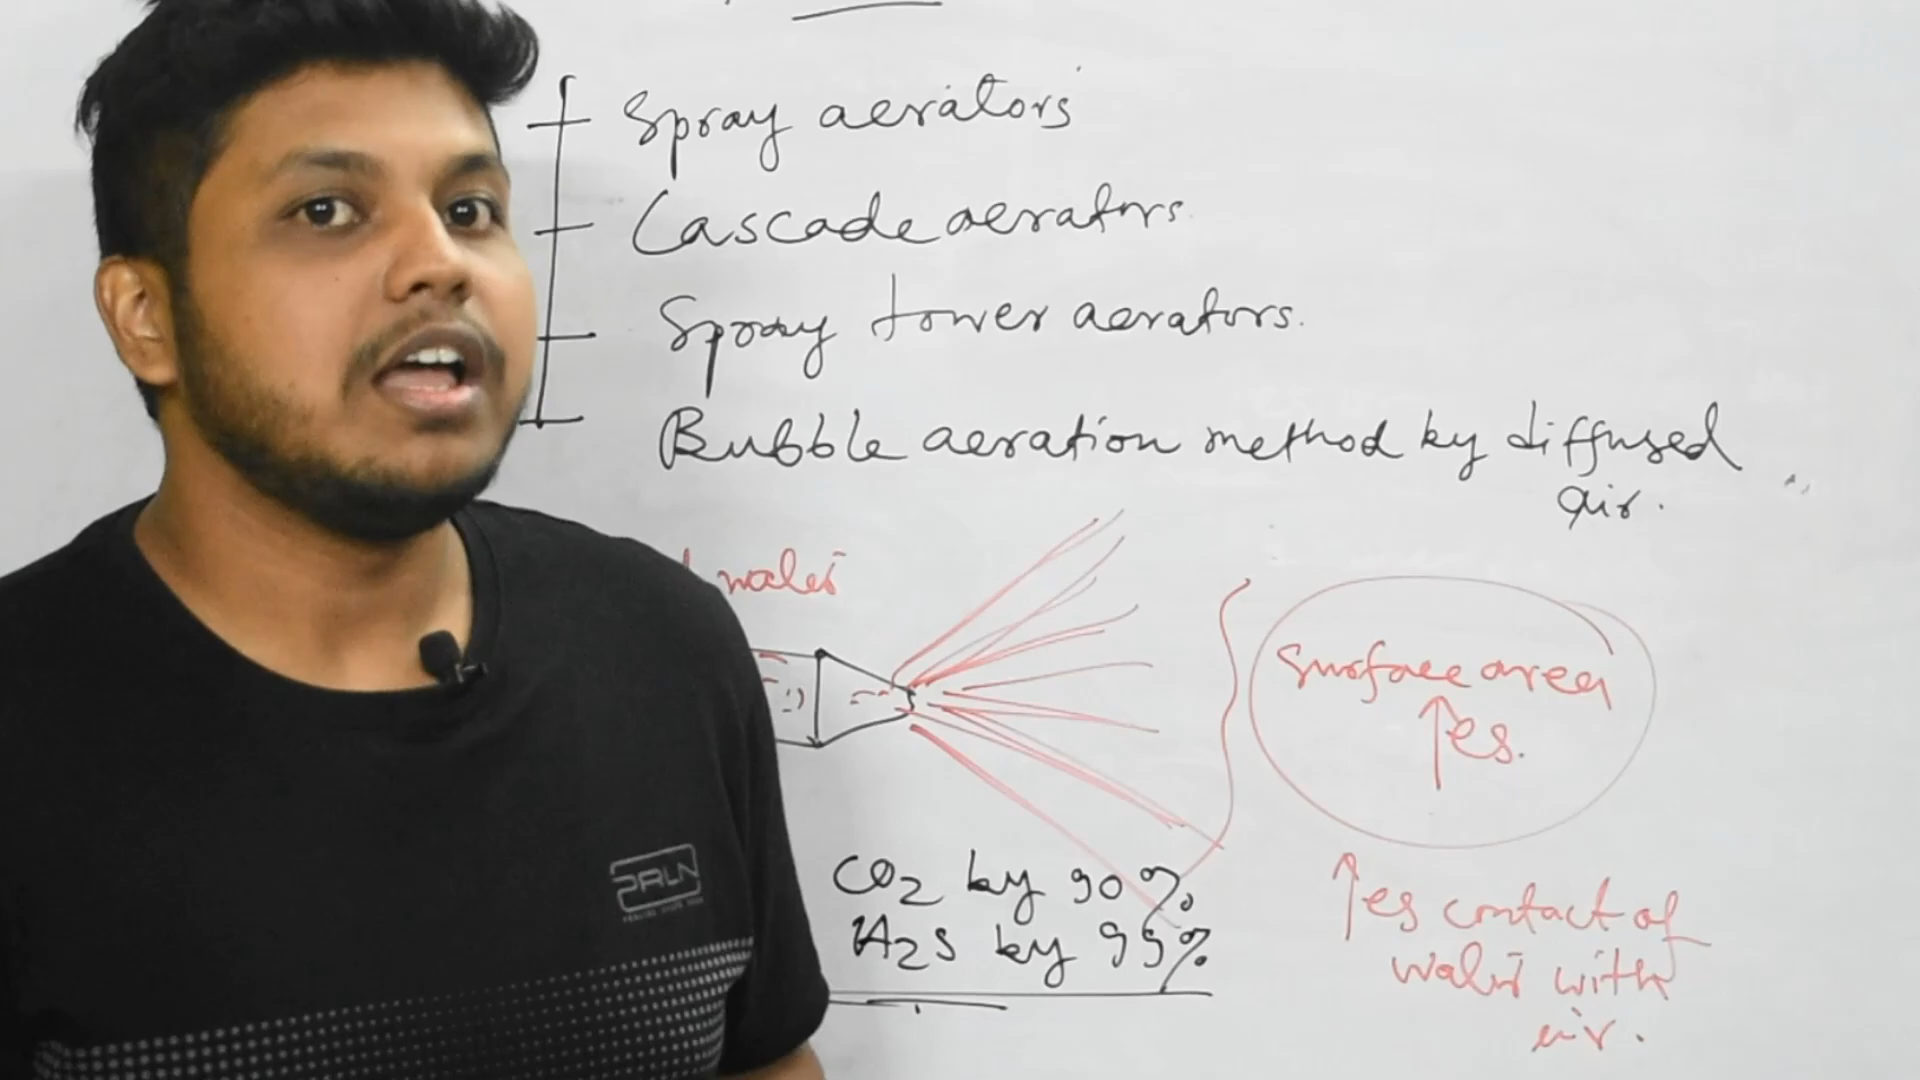 Spray aerators
Cascade aerators.
Spray tower aerators.
Bubble aeration method by diffused
air.
water
Surface area
↑es.
CO2 by 90%
H2S by 99%
↑es contact of
water with
air.